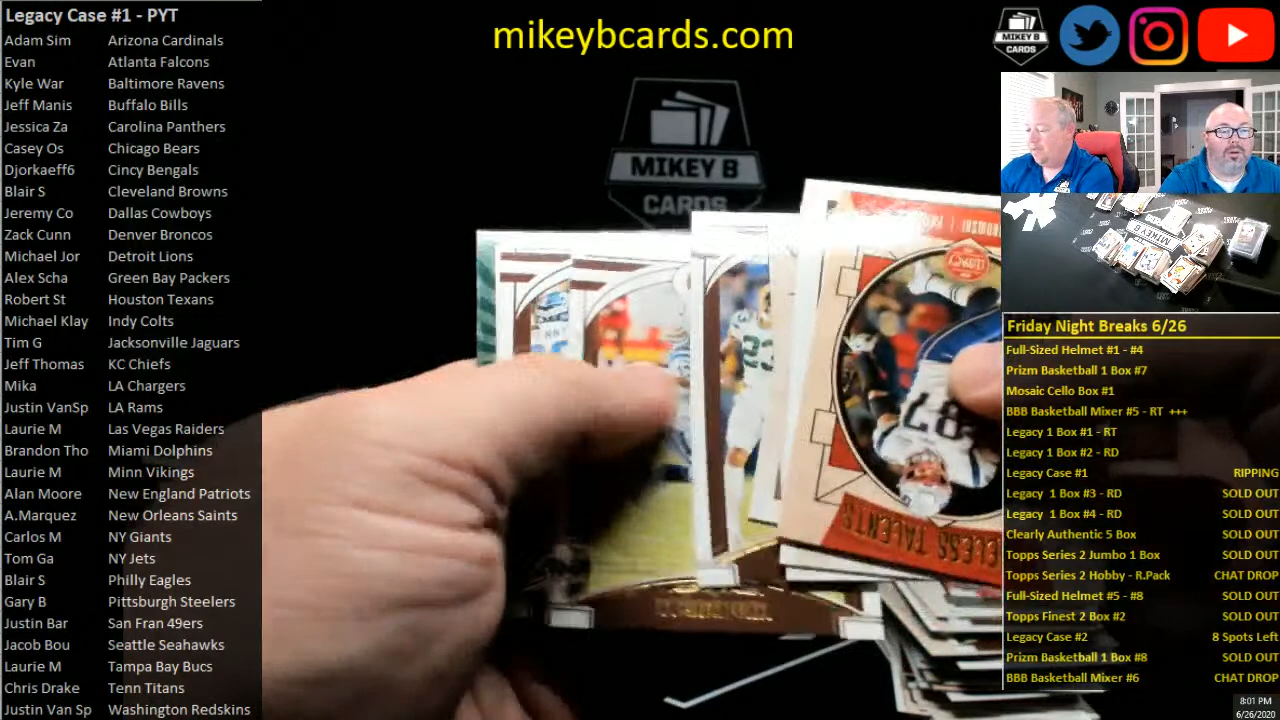 Legacy Case #1 - PYT
Adam Sim Arizona Cardinals
Evan Atlanta Falcons
Kyle War Baltimore Ravens
Jeff Manis Buffalo Bills
Jessica Za Carolina Panthers
Casey Os Chicago Bears
Djorkaeff6 Cincy Bengals
Blair S Cleveland Browns
Jeremy Co Dallas Cowboys
Zack Cunn Denver Broncos
Michael Jor Detroit Lions
Alex Scha Green Bay Packers
Robert St Houston Texans
Michael Klay Indy Colts
Tim G Jacksonville Jaguars
Jeff Thomas KC Chiefs
Mika LA Chargers
Justin VanSp LA Rams
Laurie M Las Vegas Raiders
Brandon Tho Miami Dolphins
Laurie M Minn Vikings
Alan Moore New England Patriots
A.Marquez New Orleans Saints
Carlos M NY Giants
Tom Ga NY Jets
Blair S Philly Eagles
Gary B Pittsburgh Steelers
Justin Bar San Fran 49ers
Jacob Bou Seattle Seahawks
Laurie M Tampa Bay Bucs
Chris Drake Tenn Titans
Justin Van Sp Washington Redskins
mikeybcards.com
MIKEY B
CARDS
MIKEY B
CARDS
23
87
ELESS TALENTS
MIKEY B
Friday Night Breaks 6/26
Full-Sized Helmet #1 - #4
Prizm Basketball 1 Box #7
Mosaic Cello Box #1
BBB Basketball Mixer #5 - RT +++
Legacy 1 Box #1 - RT
Legacy 1 Box #2 - RD
Legacy Case #1 RIPPING
Legacy 1 Box #3 - RD SOLD OUT
Legacy 1 Box #4 - RD SOLD OUT
Clearly Authentic 5 Box SOLD OUT
Topps Series 2 Jumbo 1 Box SOLD OUT
Topps Series 2 Hobby - R.Pack CHAT DROP
Full-Sized Helmet #5 - #8 SOLD OUT
Topps Finest 2 Box #2 SOLD OUT
Legacy Case #2 8 Spots Left
Prizm Basketball 1 Box #8 SOLD OUT
BBB Basketball Mixer #6 CHAT DROP
8:01 PM
6/26/2020